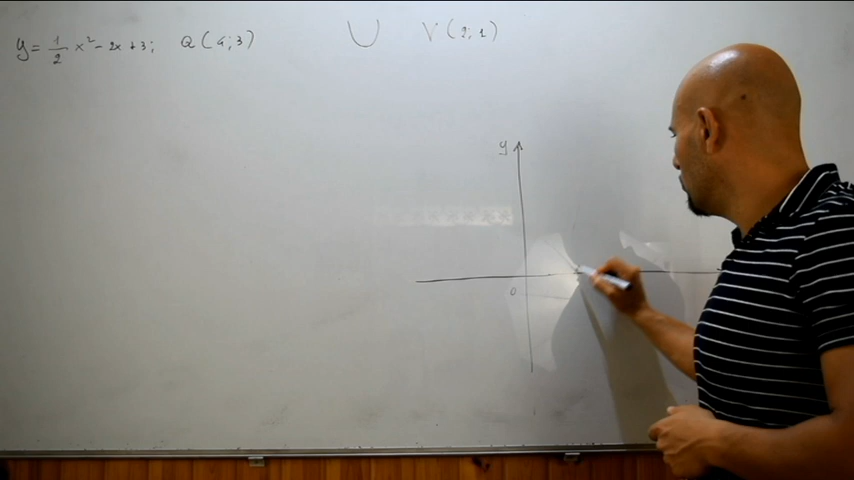 y = 1/2 x² - 2x + 3; Q(4;3) ∪ V(2;1)
y
0